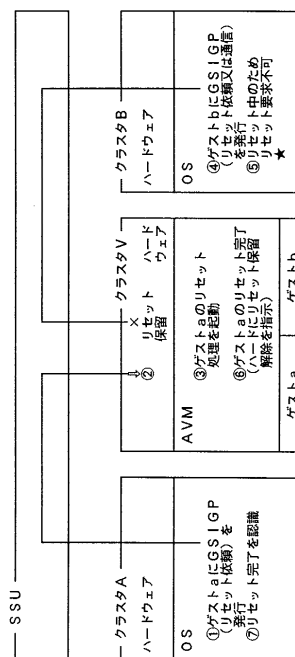 SSU
クラスタA
ハードウェア
OS
①ゲストaにGSIGP
(リセット依頼)を
発行
⑦リセット完了を認識
クラスタV
ハード
ウェア
②
×
リセット
保留
AVM
③ゲストaのリセット
処理を起動
⑥ゲストaのリセット完了
(ハードにリセット保留
解除を指示)
ゲストa
ゲストb
クラスタB
ハードウェア
OS
④ゲストbにGSIGP
(リセット依頼又は通信)
を発行
⑤リセット中のため
リセット要求不可
★